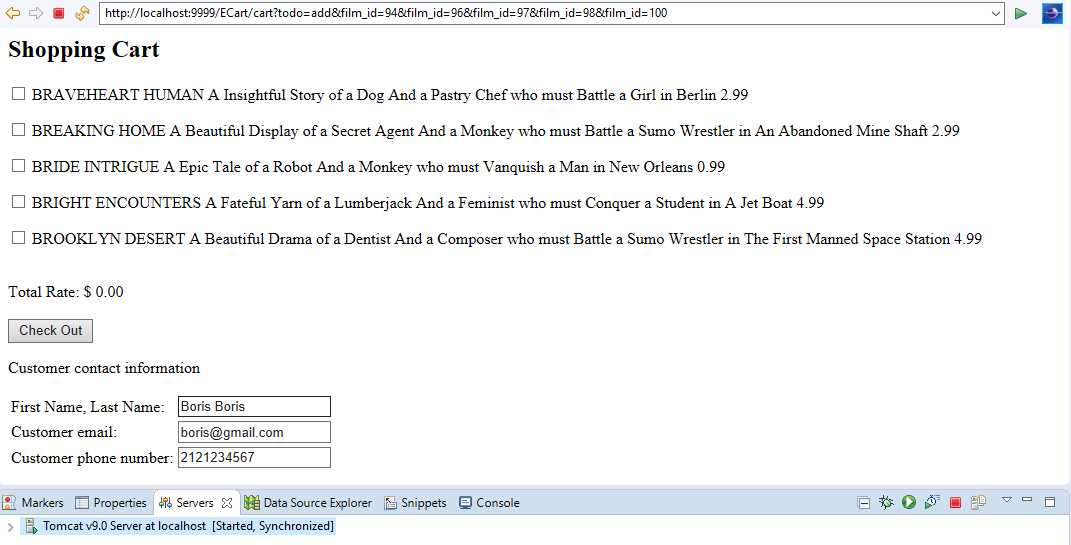 http://localhost:9999/ECart/cart?todo=add&film_id=94&film_id=96&film_id=97&film_id=98&film_id=100
Shopping Cart
BRAVEHEART HUMAN A Insightful Story of a Dog And a Pastry Chef who must Battle a Girl in Berlin 2.99
BREAKING HOME A Beautiful Display of a Secret Agent And a Monkey who must Battle a Sumo Wrestler in An Abandoned Mine Shaft 2.99
BRIDE INTRIGUE A Epic Tale of a Robot And a Monkey who must Vanquish a Man in New Orleans 0.99
BRIGHT ENCOUNTERS A Fateful Yarn of a Lumberjack And a Feminist who must Conquer a Student in A Jet Boat 4.99
BROOKLYN DESERT A Beautiful Drama of a Dentist And a Composer who must Battle a Sumo Wrestler in The First Manned Space Station 4.99
Total Rate: $ 0.00
Check Out
Customer contact information
First Name, Last Name: Boris Boris
Customer email: boris@gmail.com
Customer phone number: 2121234567
Markers Properties Servers Data Source Explorer Snippets Console
Tomcat v9.0 Server at localhost [Started, Synchronized]